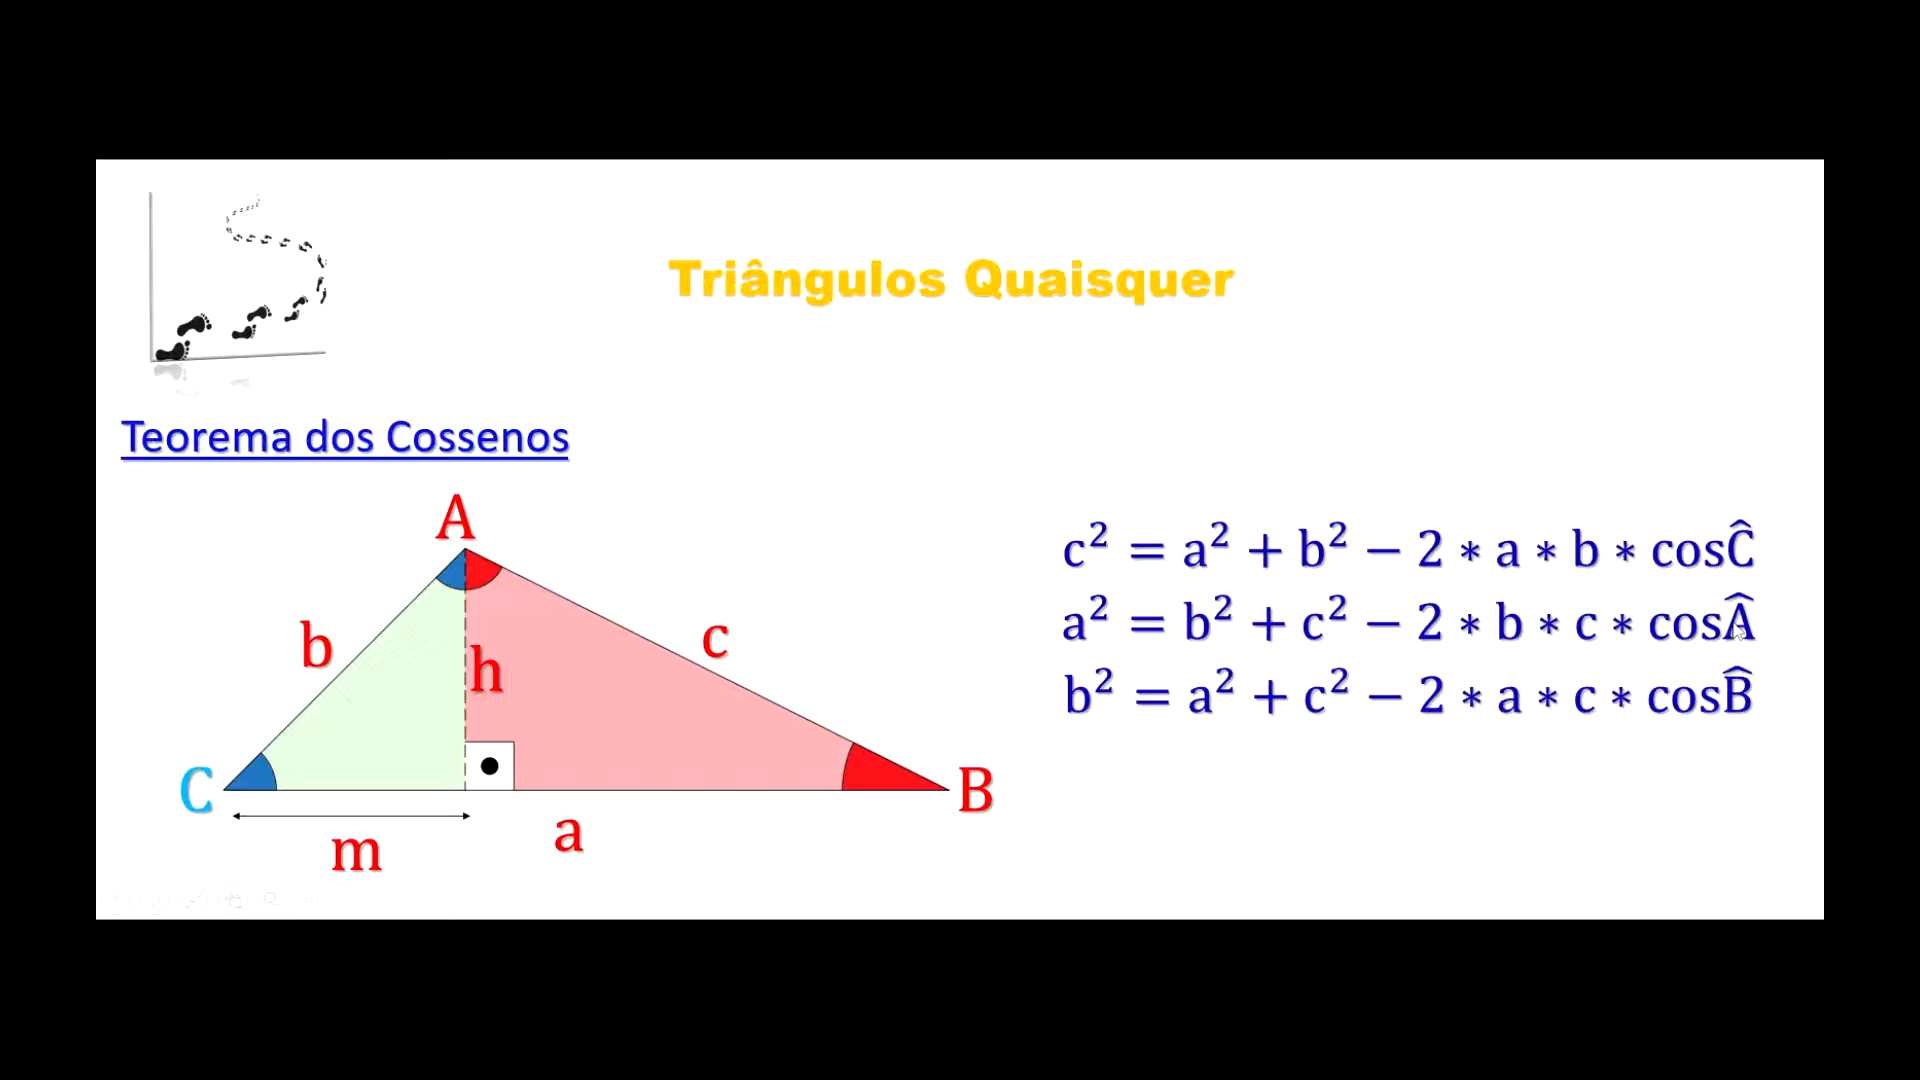 Triângulos Quaisquer
Teorema dos Cossenos
A
b
h
c
C
B
m
a
c² = a² + b² − 2 ∗ a ∗ b ∗ cosĈ
a² = b² + c² − 2 ∗ b ∗ c ∗ cosÂ
b² = a² + c² − 2 ∗ a ∗ c ∗ cosB̂